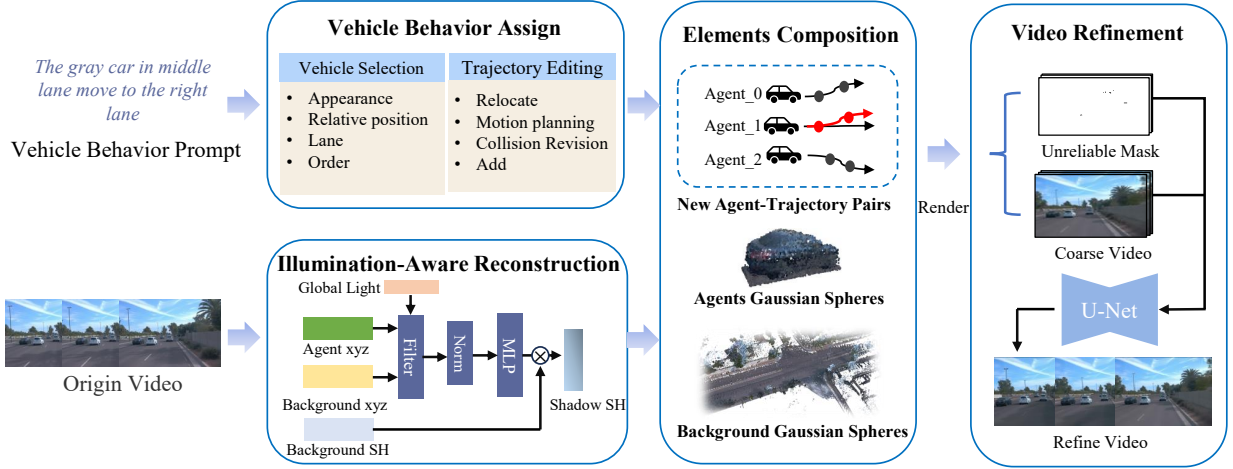 The gray car in middle
lane move to the right
lane
Vehicle Behavior Prompt
Origin Video
Vehicle Behavior Assign
Vehicle Selection
• Appearance
• Relative position
• Lane
• Order
Trajectory Editing
• Relocate
• Motion planning
• Collision Revision
• Add
Illumination-Aware Reconstruction
Global Light
Agent xyz
Background xyz
Background SH
Filter
Norm
MLP
Shadow SH
Elements Composition
Agent_0
Agent_1
Agent_2
New Agent-Trajectory Pairs
Agents Gaussian Spheres
Background Gaussian Spheres
Render
Video Refinement
Unreliable Mask
Coarse Video
U-Net
Refine Video